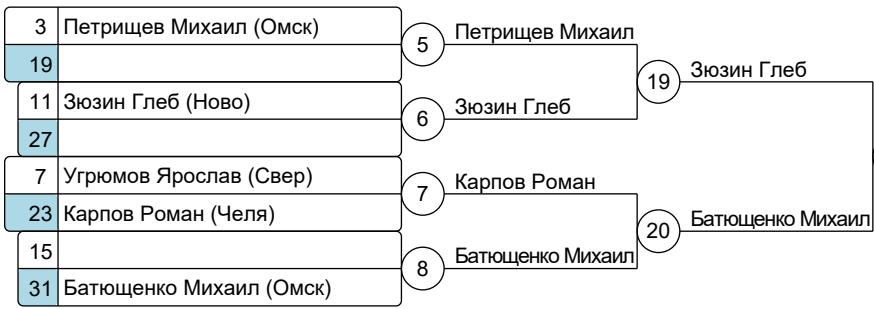 3 Петрищев Михаил (Омск)
19
5 Петрищев Михаил
11 Зюзин Глеб (Ново)
27
6 Зюзин Глеб
19 Зюзин Глеб
7 Угрюмов Ярослав (Свер)
23 Карпов Роман (Челя)
7 Карпов Роман
15
31 Батющенко Михаил (Омск)
8 Батющенко Михаил
20 Батющенко Михаил